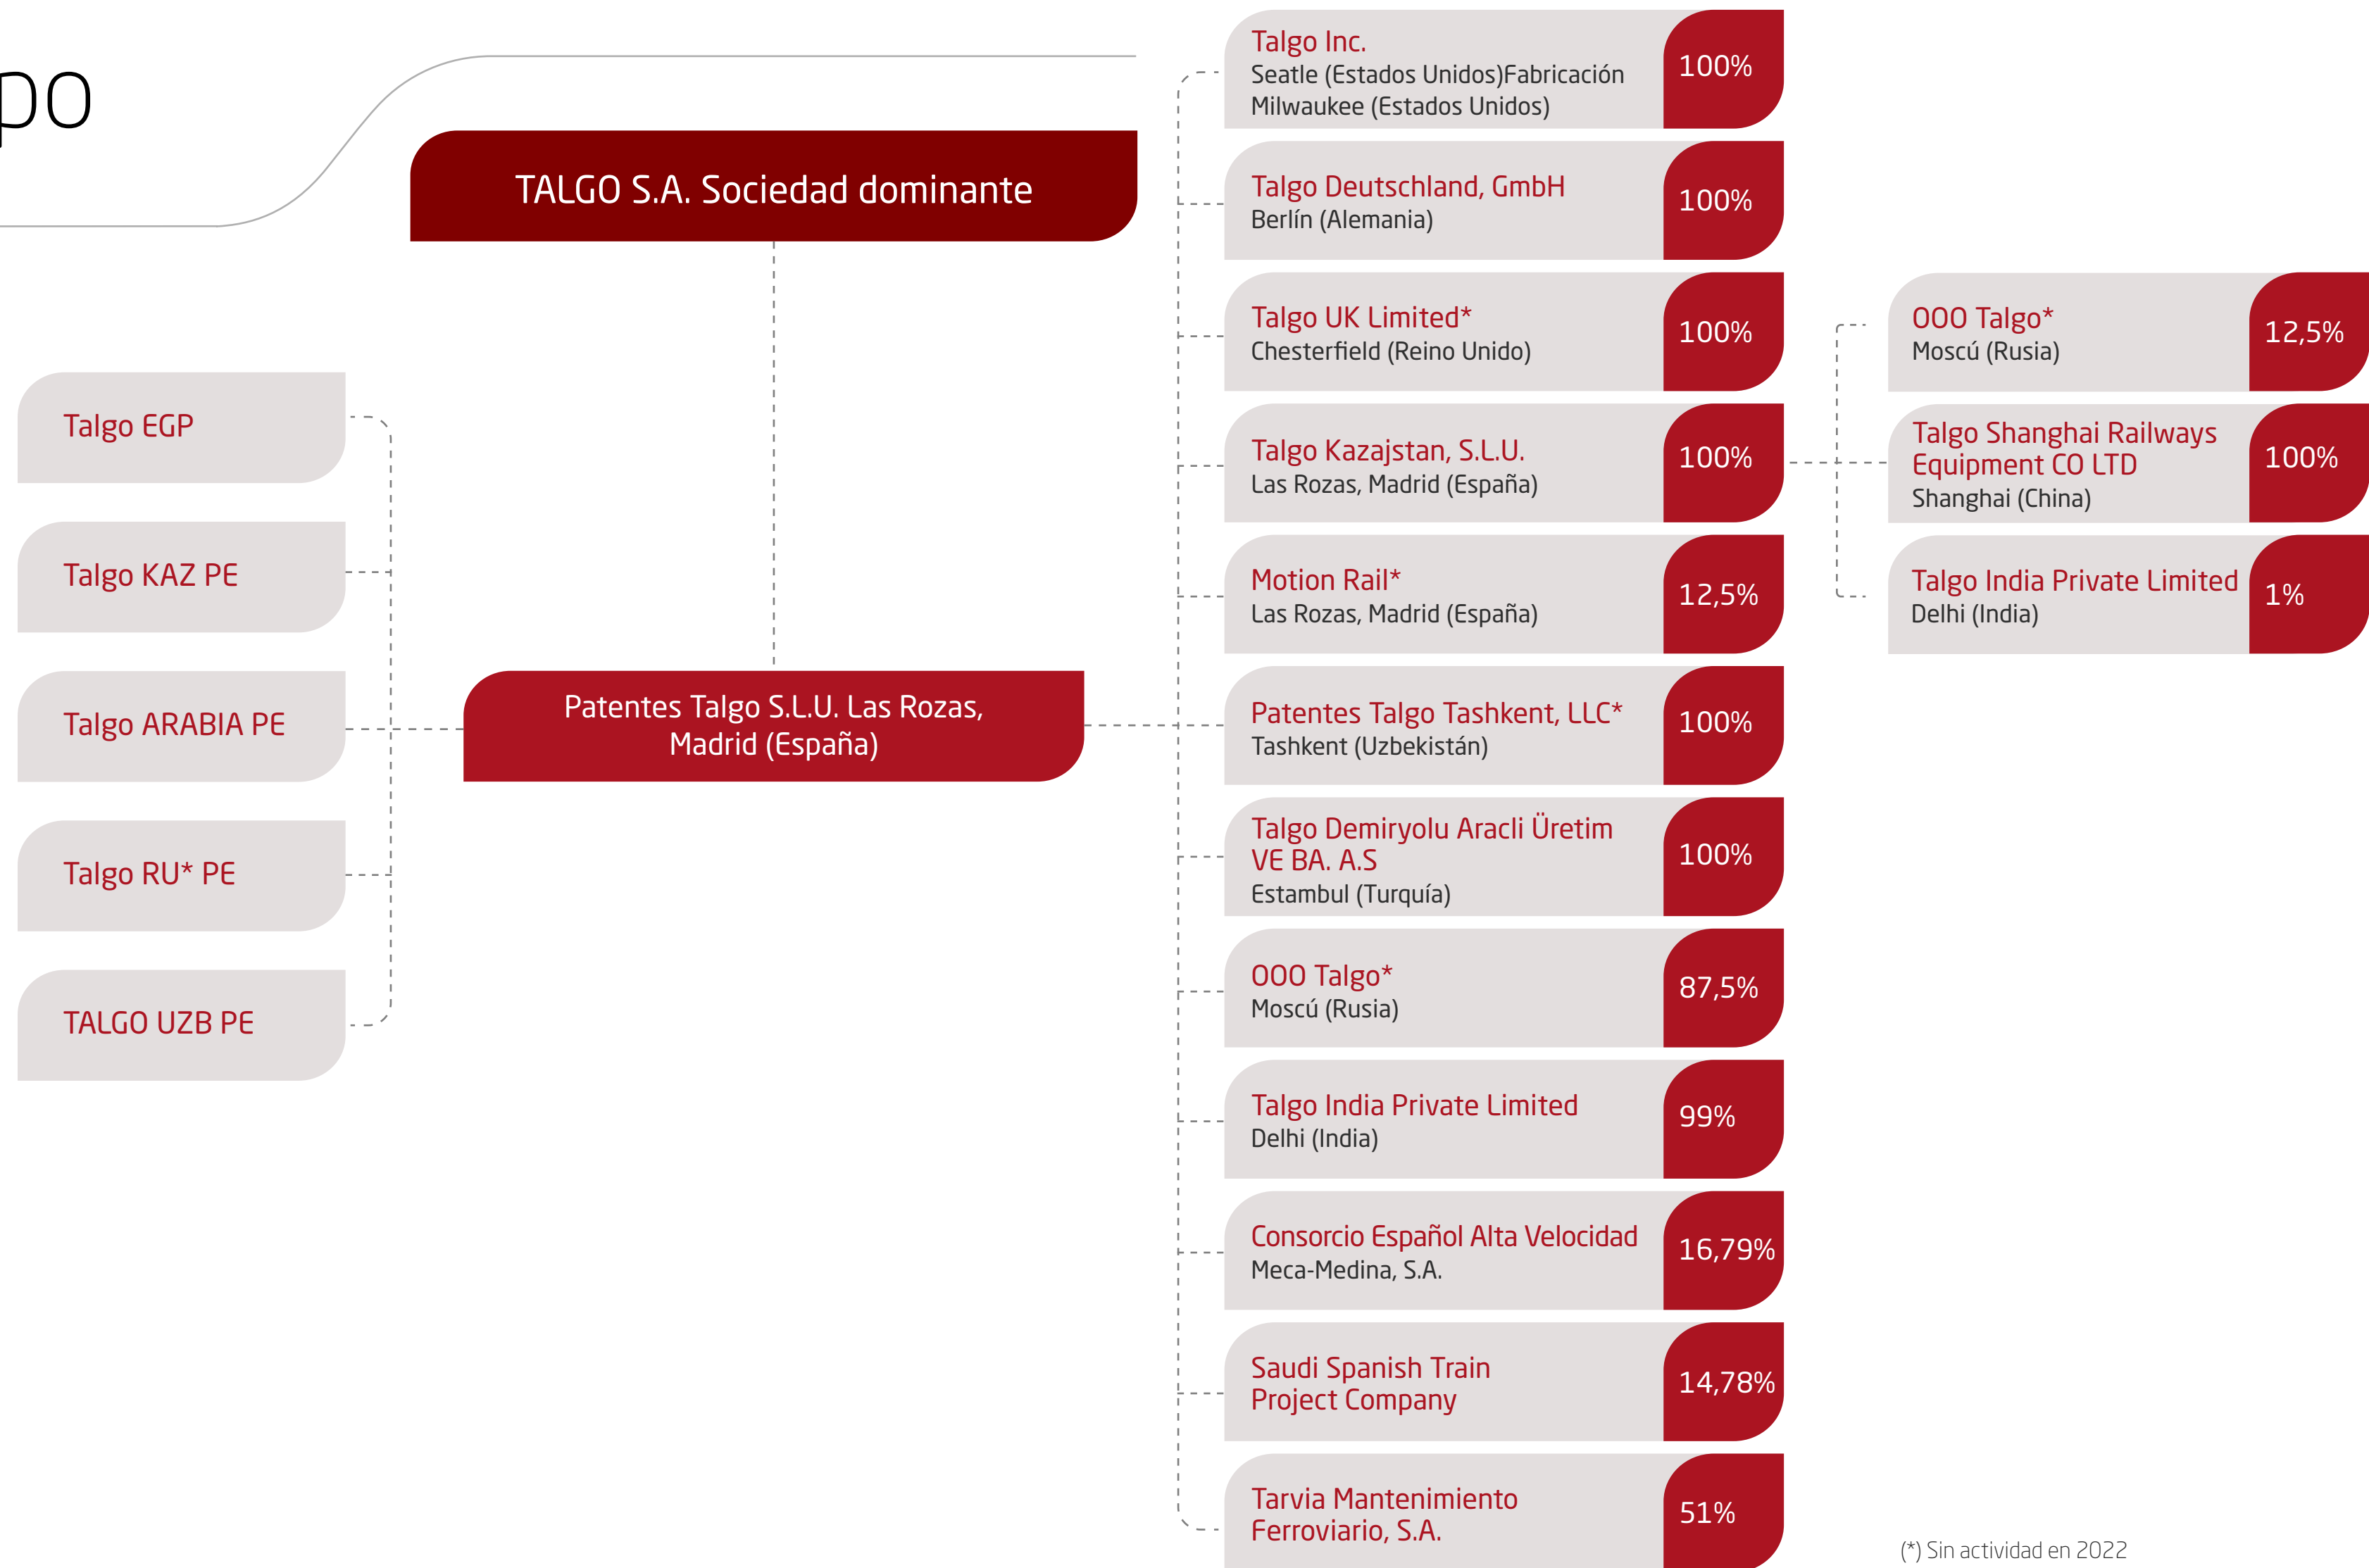 po
TALGO S.A. Sociedad dominante
Talgo EGP
Talgo KAZ PE
Talgo ARABIA PE
Talgo RU* PE
TALGO UZB PE
Patentes Talgo S.L.U. Las Rozas,
Madrid (España)
Talgo Inc.
Seatle (Estados Unidos)Fabricación
Milwaukee (Estados Unidos)
100%
Talgo Deutschland, GmbH
Berlín (Alemania)
100%
Talgo UK Limited*
Chesterfield (Reino Unido)
100%
Talgo Kazajstan, S.L.U.
Las Rozas, Madrid (España)
100%
Motion Rail*
Las Rozas, Madrid (España)
12,5%
Patentes Talgo Tashkent, LLC*
Tashkent (Uzbekistán)
100%
Talgo Demiryolu Aracli Üretim
VE BA. A.S
Estambul (Turquía)
100%
OOO Talgo*
Moscú (Rusia)
87,5%
Talgo India Private Limited
Delhi (India)
99%
Consorcio Español Alta Velocidad
Meca-Medina, S.A.
16,79%
Saudi Spanish Train
Project Company
14,78%
Tarvia Mantenimiento
Ferroviario, S.A.
51%
OOO Talgo*
Moscú (Rusia)
12,5%
Talgo Shanghai Railways
Equipment CO LTD
Shanghai (China)
100%
Talgo India Private Limited
Delhi (India)
1%
(*) Sin actividad en 2022